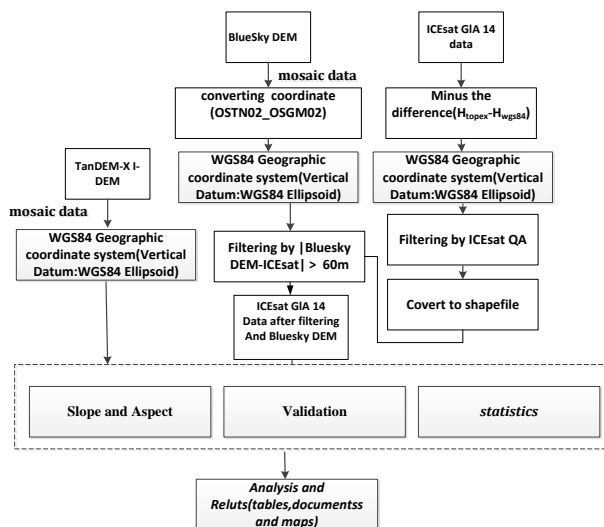 BlueSky DEM
ICEsat GlA 14
data
mosaic data
converting coordinate
(OSTN02_OSGM02)
Minus the
difference(Htopex-Hwgs84)
TanDEM-X I-
DEM
WGS84 Geographic
coordinate system(Vertical
Datum:WGS84 Ellipsoid)
WGS84 Geographic
coordinate system(Vertical
Datum:WGS84 Ellipsoid)
mosaic data
WGS84 Geographic
coordinate system(Vertical
Datum:WGS84 Ellipsoid)
Filtering by |Bluesky
DEM-ICEsat| > 60m
Filtering by ICEsat QA
ICEsat GlA 14
Data after filtering
And Bluesky DEM
Covert to shapefile
Slope and Aspect
Validation
statistics
Analysis and
Reluts(tables,documentss
and maps)